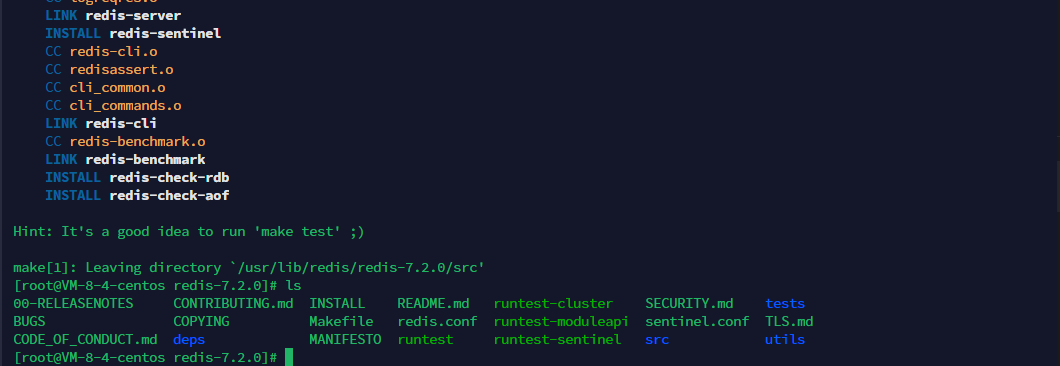 LINK redis-server
INSTALL redis-sentinel
CC redis-cli.o
CC redisassert.o
CC cli_common.o
CC cli_commands.o
LINK redis-cli
CC redis-benchmark.o
LINK redis-benchmark
INSTALL redis-check-rdb
INSTALL redis-check-aof
Hint: It's a good idea to run 'make test' ;)
make[1]: Leaving directory `/usr/lib/redis/redis-7.2.0/src'
[root@VM-8-4-centos redis-7.2.0]# ls
00-RELEASENOTES CONTRIBUTING.md INSTALL README.md runtest-cluster SECURITY.md tests
BUGS COPYING Makefile redis.conf runtest-moduleapi sentinel.conf TLS.md
CODE_OF_CONDUCT.md deps MANIFESTO runtest runtest-sentinel src utils
[root@VM-8-4-centos redis-7.2.0]#